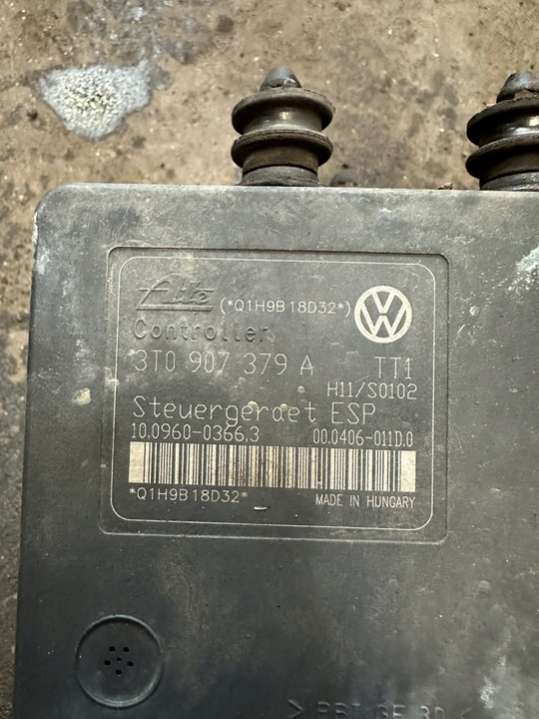 Ate (*Q1H9B18D32*)
Controller
3T0 907 379 A TT1
H11/S0102
Steuergeraet ESP
10.0960-0366.3 00.0406-011D.0
*Q1H9B18D32* MADE IN HUNGARY